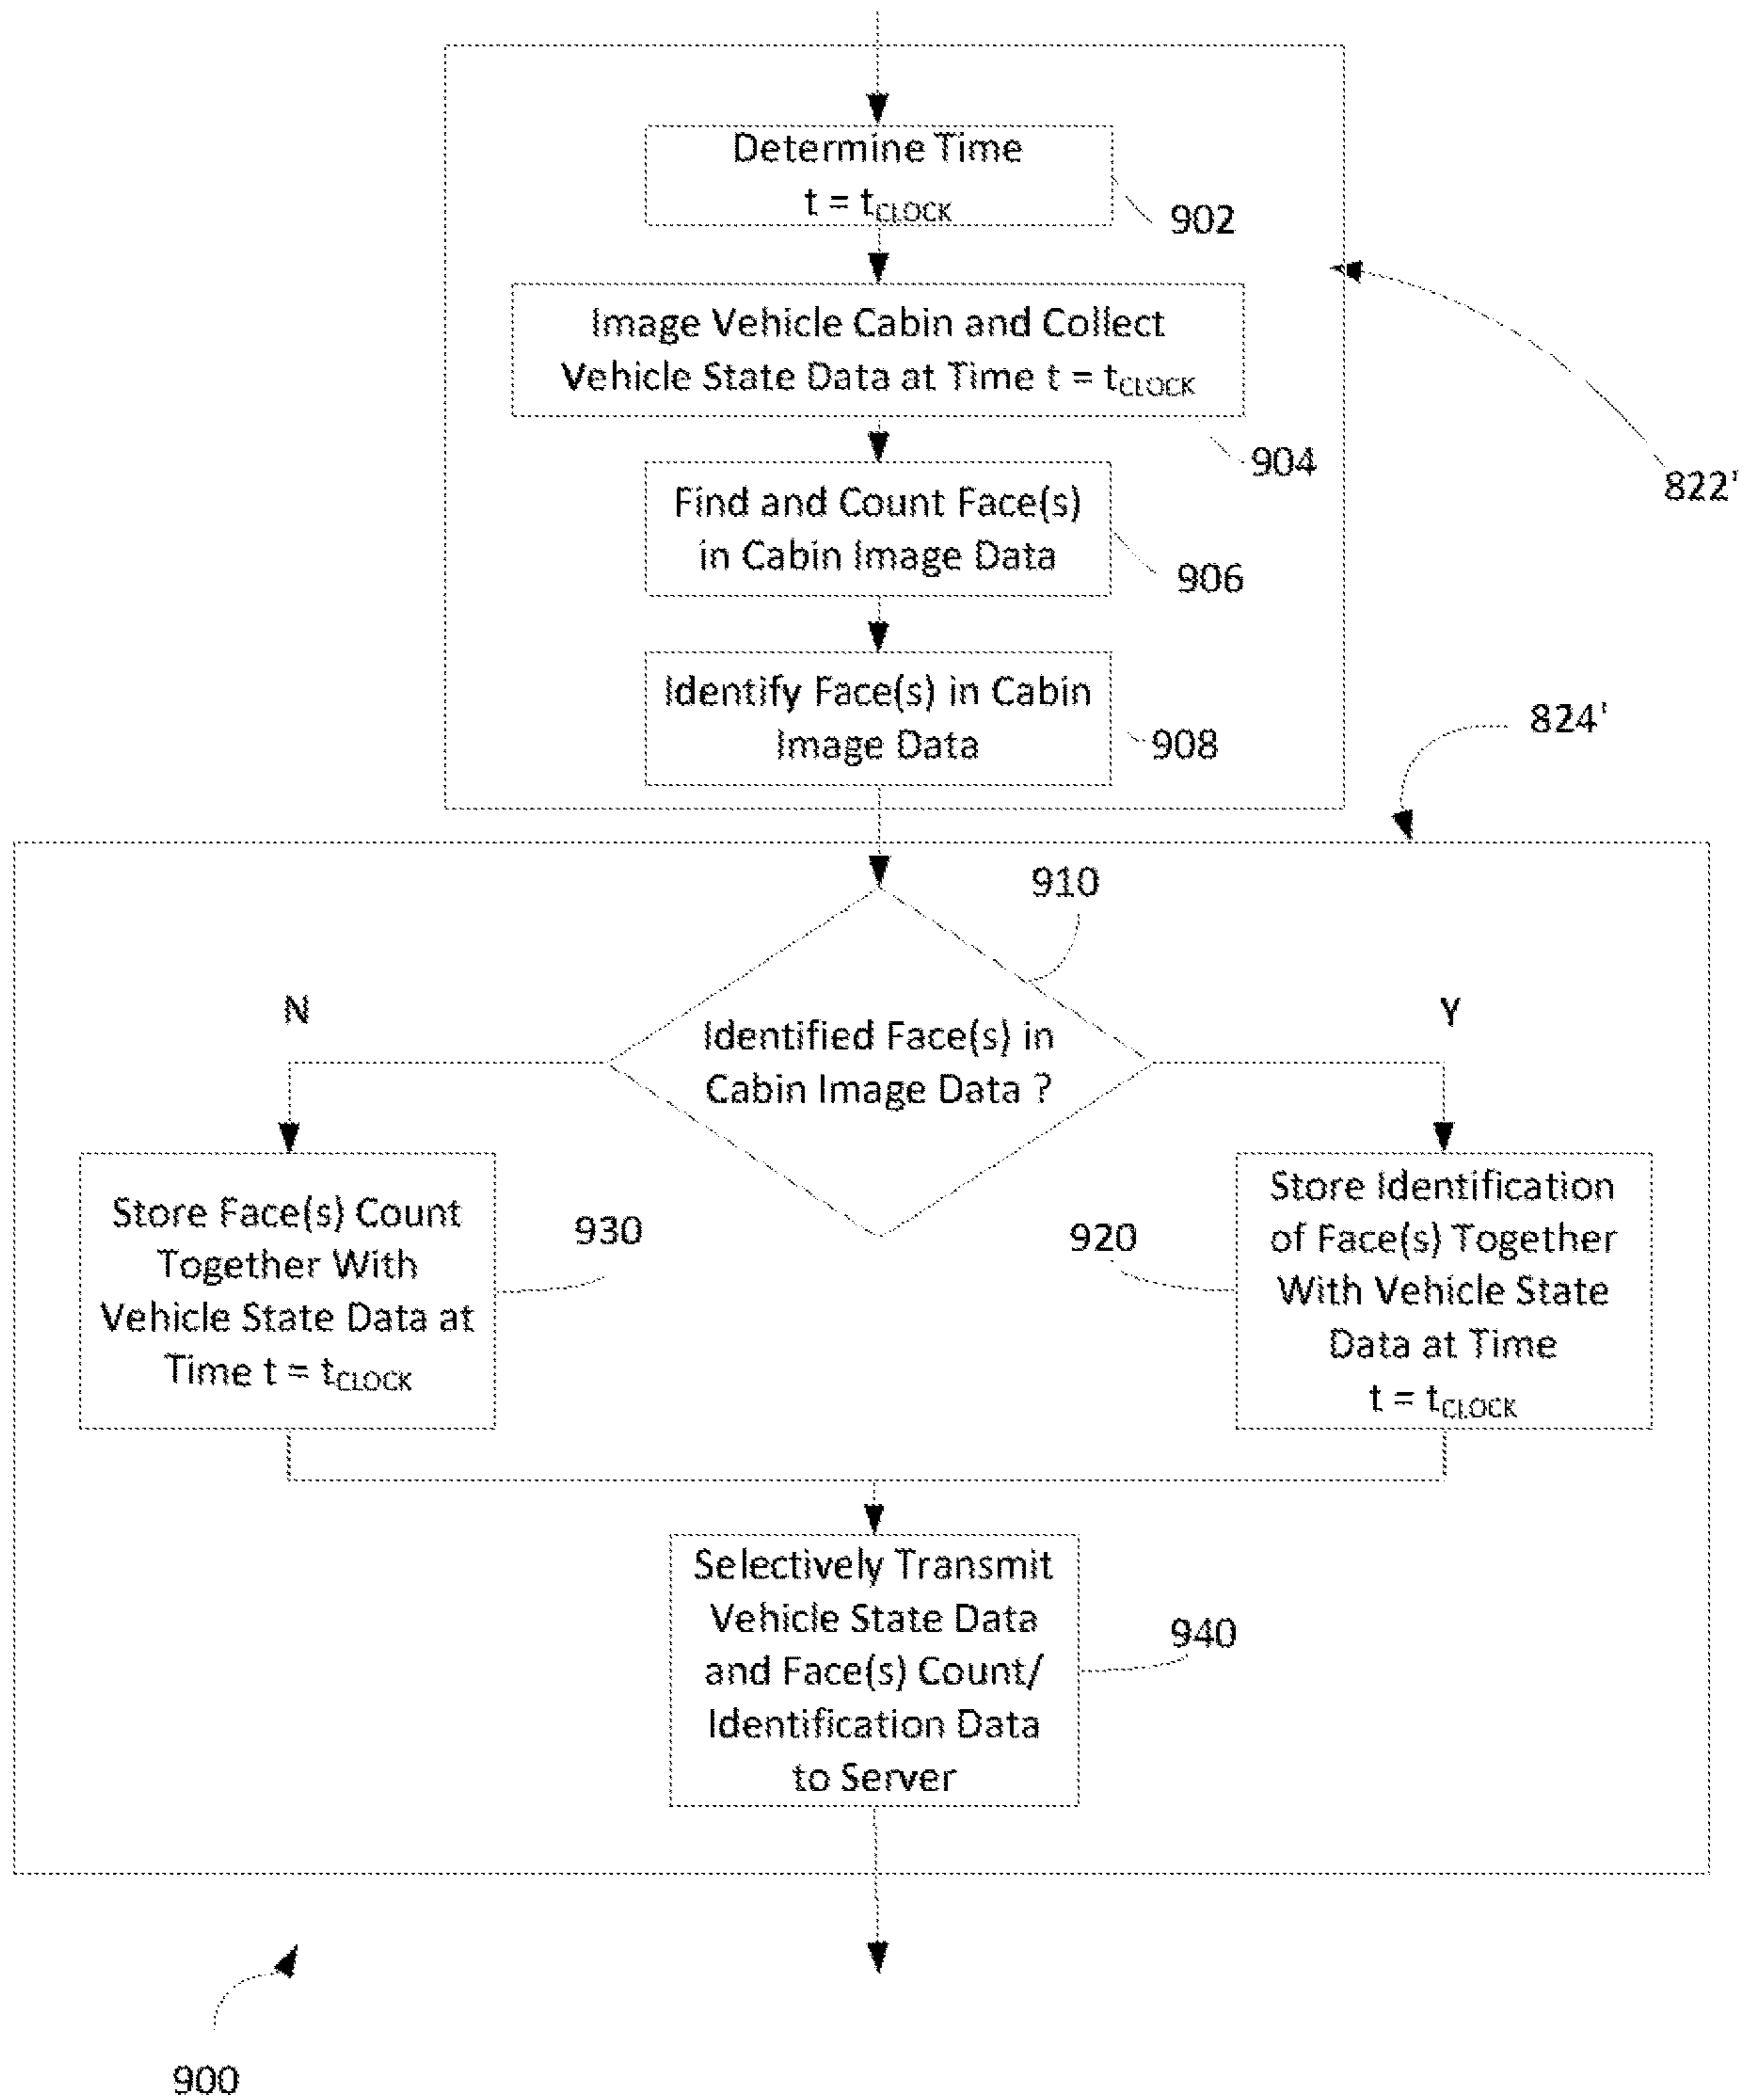 Determine Time
t = tCLOCK
902
Image Vehicle Cabin and Collect
Vehicle State Data at Time t = tCLOCK
904
822'
Find and Count Face(s)
in Cabin Image Data
906
Identify Face(s) in Cabin
Image Data
908
824'
910
N
Y
Identified Face(s) in
Cabin Image Data ?
Store Face(s) Count
Together With
Vehicle State Data at
Time t = tCLOCK
930
920
Store Identification
of Face(s) Together
With Vehicle State
Data at Time
t = tCLOCK
Selectively Transmit
Vehicle State Data
and Face(s) Count/
Identification Data
to Server
940
900